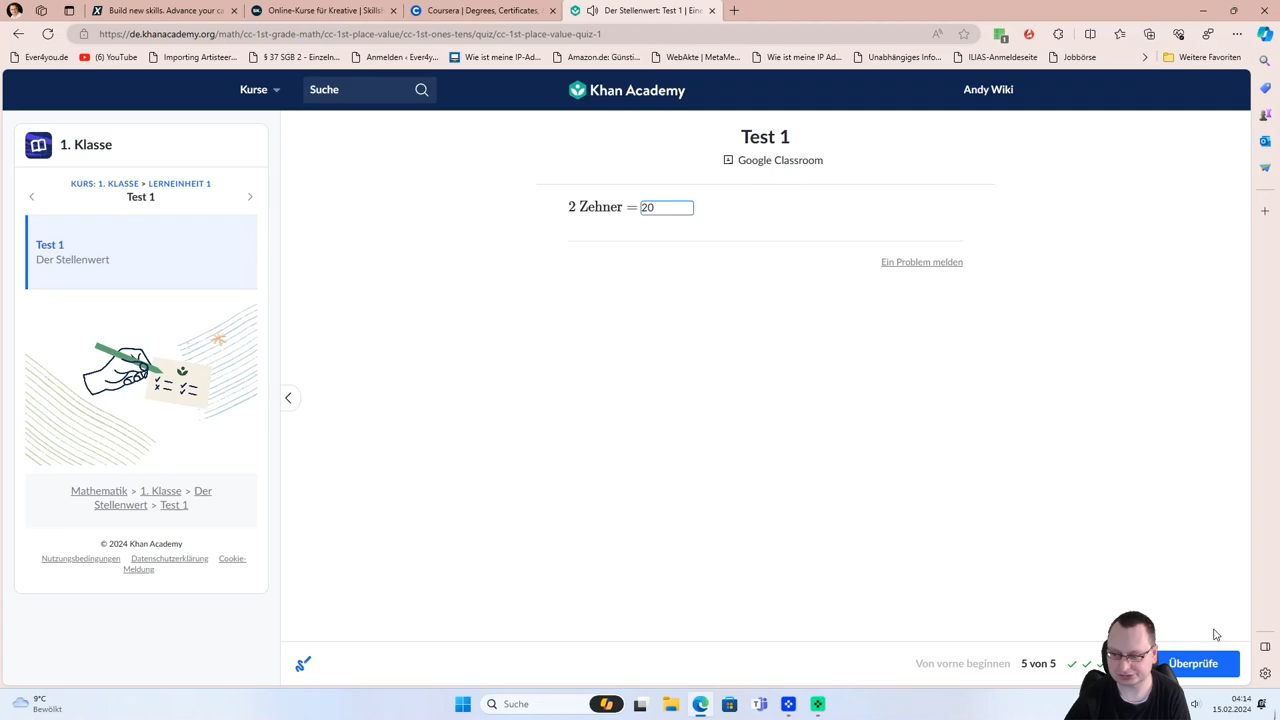 Build new skills. Advance your ca
Online-Kurse für Kreative | Skillsh
Coursera | Degrees, Certificates,
Der Stellenwert: Test 1 | Eine
https://de.khanacademy.org/math/cc-1st-grade-math/cc-1st-place-value/cc-1st-ones-tens/quiz/cc-1st-place-value-quiz-1
Ever4you.de
(6) YouTube
Importing Artisteer...
§ 37 SGB 2 - Einzeln...
Anmelden ‹ Ever4y...
Wie ist meine IP-Ad...
Amazon.de: Günsti...
WebAkte | MetaMe...
Wie ist meine IP Ad...
Unabhängiges Info...
ILIAS-Anmeldeseite
Jobbörse
Weitere Favoriten
Kurse
Suche
Khan Academy
Andy Wiki
1. Klasse
KURS: 1. KLASSE > LERNEINHEIT 1
Test 1
Test 1
Der Stellenwert
Mathematik > 1. Klasse > Der
Stellenwert > Test 1
© 2024 Khan Academy
Nutzungsbedingungen Datenschutzerklärung Cookie-
Meldung
Test 1
Google Classroom
2 Zehner = 20
Ein Problem melden
Von vorne beginnen
5 von 5
Überprüfe
9°C
Bewölkt
Suche
04:14
15.02.2024